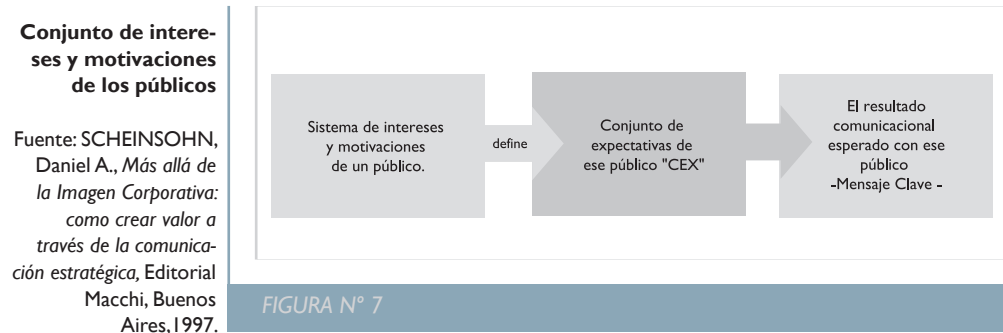 Conjunto de intere-
ses y motivaciones
de los públicos
Fuente: SCHEINSOHN,
Daniel A., Más allá de
la Imagen Corporativa:
como crear valor a
través de la comunica-
ción estratégica, Editorial
Macchi, Buenos
Aires,1997.
Sistema de intereses
y motivaciones
de un público.
define
Conjunto de
expectativas de
ese público "CEX"
El resultado
comunicacional
esperado con ese
público
-Mensaje Clave -
FIGURA Nº 7